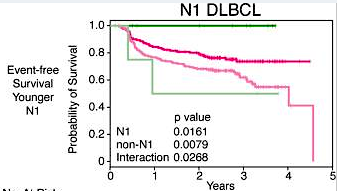 N1 DLBCL
Event-free
Survival
Younger
N1
Probability of Survival
1.0
0.8
0.6
0.4
0.2
0
p value
N1 0.0161
non-N1 0.0079
Interaction 0.0268
0 1 2 3 4 5
Years